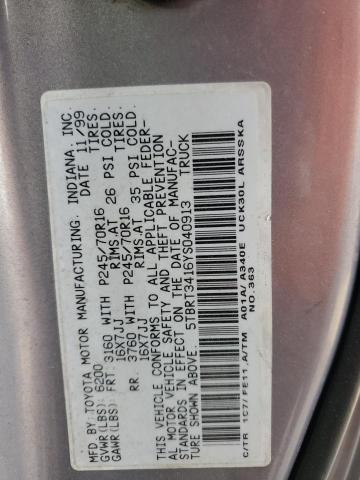 MFD.BY:TOYOTA MOTOR MANUFACTURING, INDIANA, INC.
GVWR(LBS): 6200 DATE 11/99
GAWR(LBS): FRT: 3160 WITH P245/70R16 TIRES.
16X7JJ RIMS.AT 26 PSI COLD.
RR. 3760 WITH P245/70R16 TIRES.
16X7JJ RIMS.AT 35 PSI COLD.
THIS VEHICLE CONFORMS TO ALL APPLICABLE FEDER-
AL MOTOR VEHICLE SAFETY AND THEFT PREVENTION
STANDARDS IN EFFECT ON THE DATE OF MANUFAC-
TURE SHOWN ABOVE.
5TBRT3416YS040913 TRUCK
C/TR 1C7/FE11.A/TM A01A/A340E UCK30L ARSSKA
NO.363